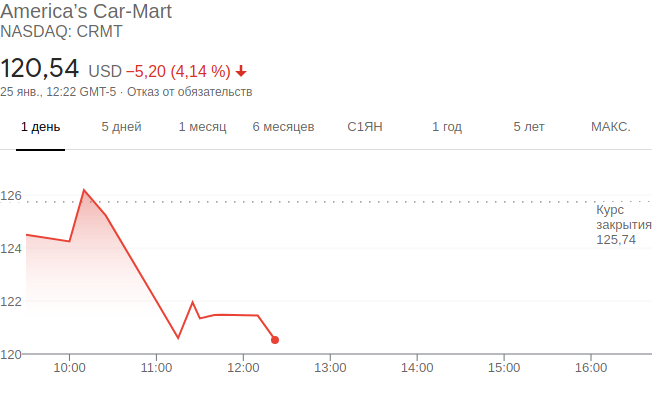 America’s Car-Mart
NASDAQ: CRMT
120,54 USD −5,20 (4,14 %)
25 янв., 12:22 GMT-5 · Отказ от обязательств
1 день 5 дней 1 месяц 6 месяцев С1ЯН 1 год 5 лет МАКС.
126
Курс
закрытия
125,74
124
122
120
10:00 11:00 12:00 13:00 14:00 15:00 16:00